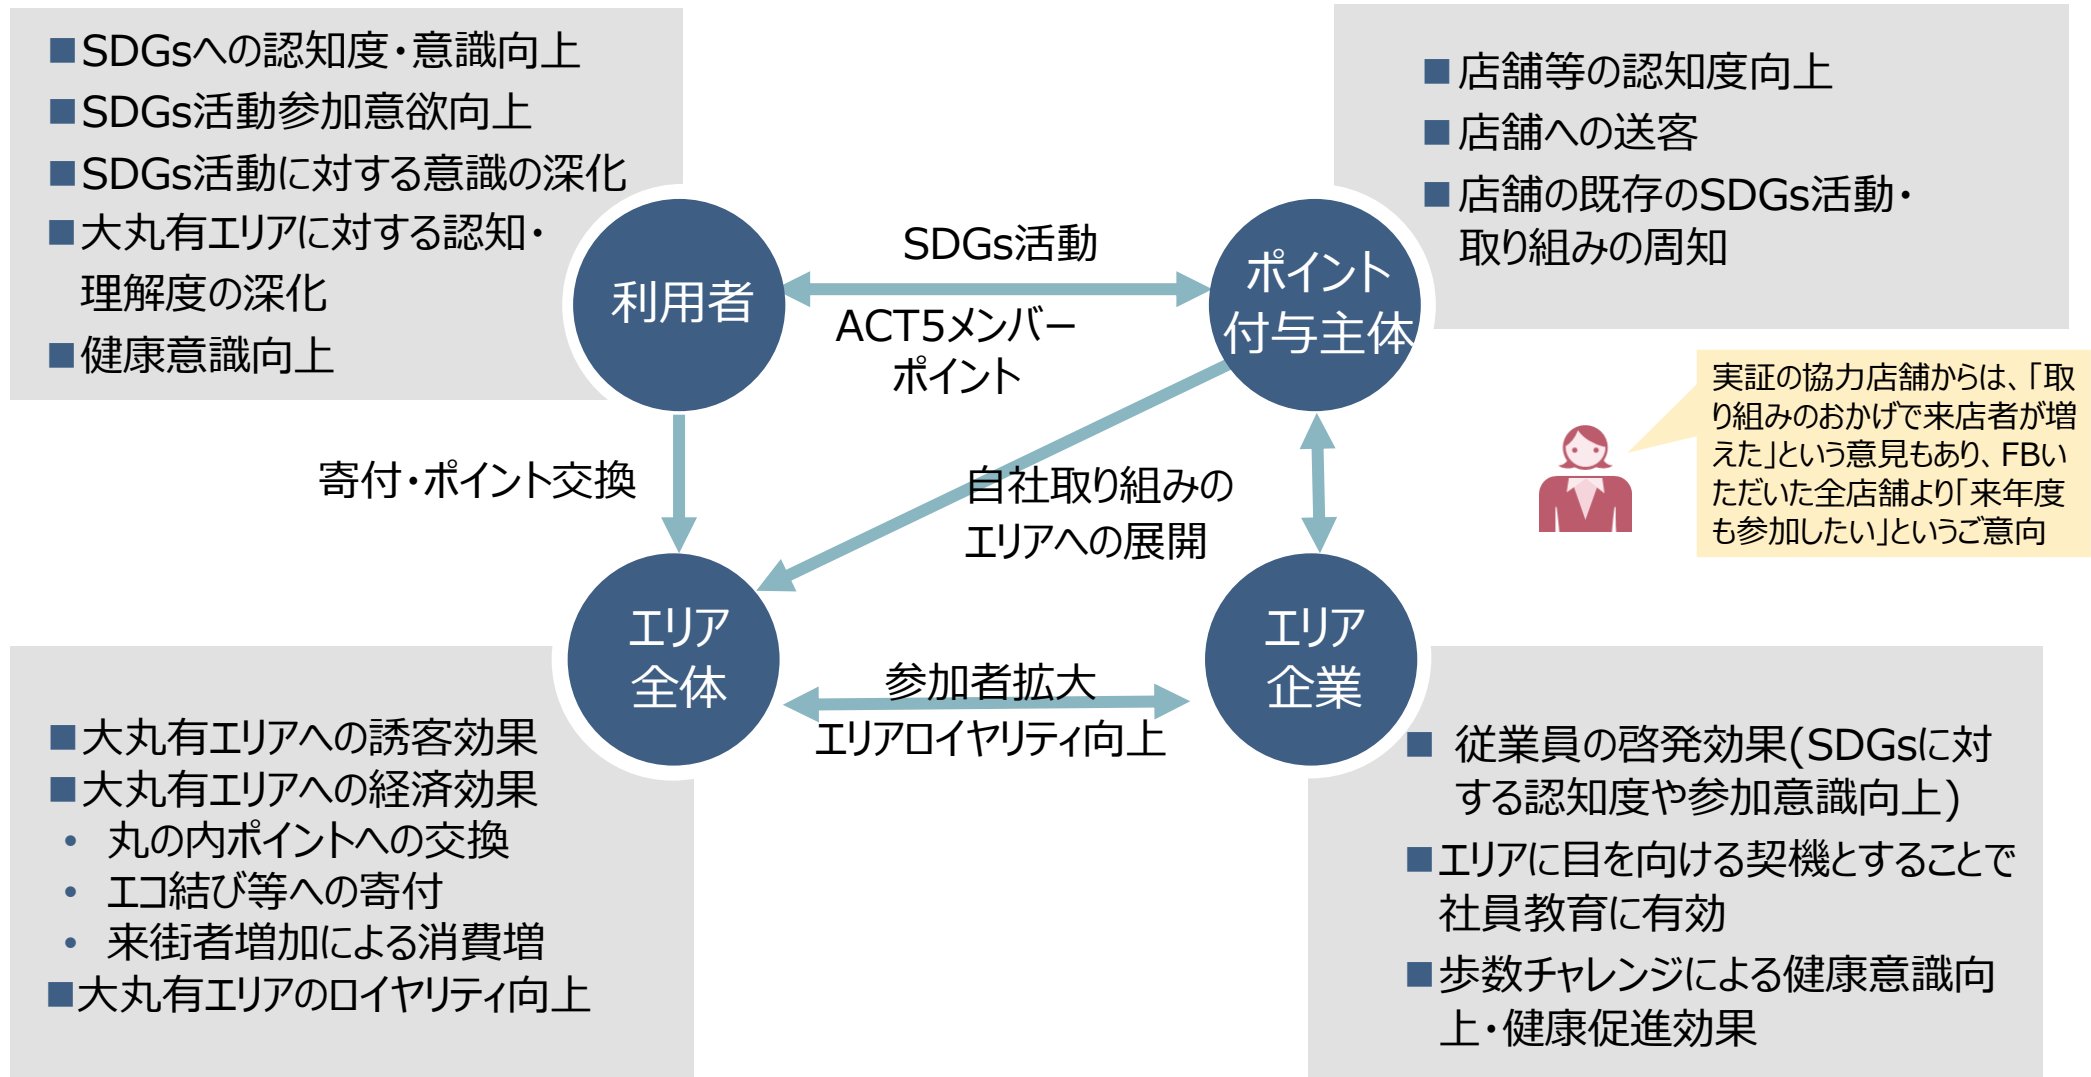 ■SDGsへの認知度・意識向上
■SDGs活動参加意欲向上
■SDGs活動に対する意識の深化
■大丸有エリアに対する認知・
理解度の深化
■健康意識向上
■店舗等の認知度向上
■店舗への送客
■店舗の既存のSDGs活動・
取り組みの周知
利用者
SDGs活動
ACT5メンバー
ポイント
ポイント
付与主体
実証の協力店舗からは、「取
り組みのおかげで来店者が増
えた」という意見もあり、FBい
ただいた全店舗より「来年度
も参加したい」というご意向
寄付・ポイント交換
自社取り組みの
エリアへの展開
エリア
全体
参加者拡大
エリアロイヤリティ向上
エリア
企業
■大丸有エリアへの誘客効果
■大丸有エリアへの経済効果
• 丸の内ポイントへの交換
• エコ結び等への寄付
• 来街者増加による消費増
■大丸有エリアのロイヤリティ向上
■ 従業員の啓発効果(SDGsに対
する認知度や参加意識向上)
■エリアに目を向ける契機とすることで
社員教育に有効
■歩数チャレンジによる健康意識向
上・健康促進効果